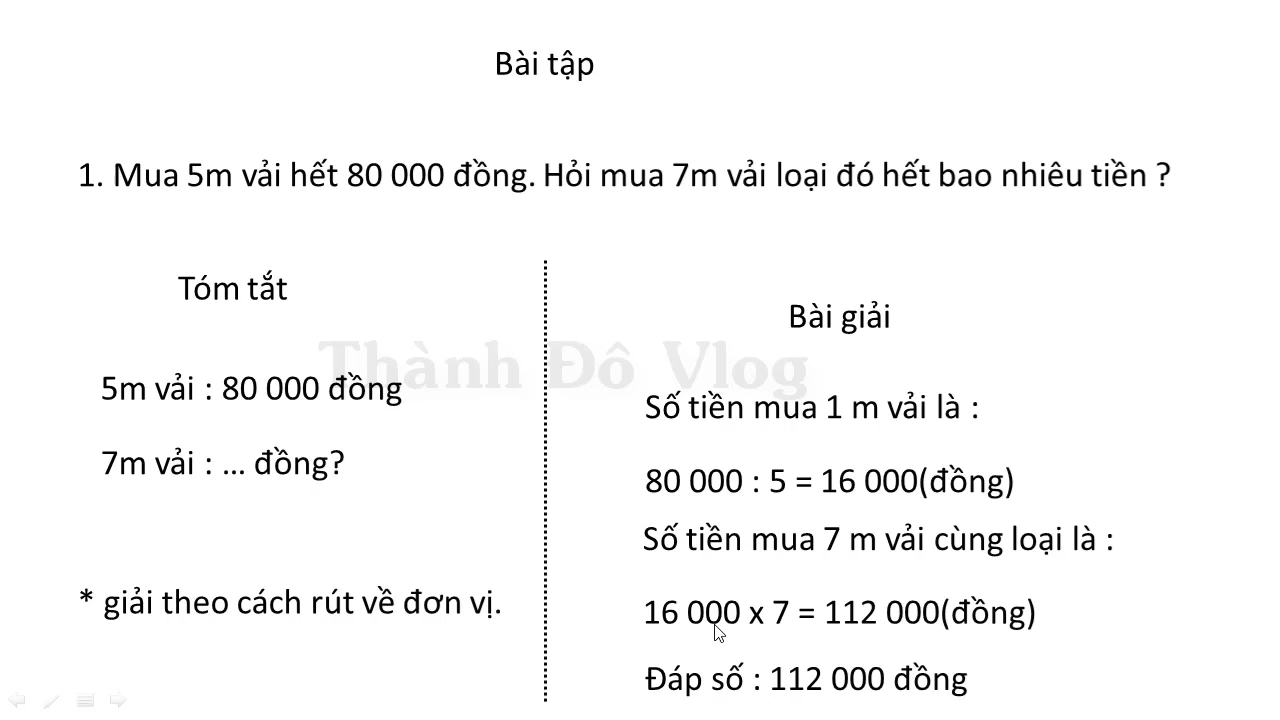 Bài tập
1. Mua 5m vải hết 80 000 đồng. Hỏi mua 7m vải loại đó hết bao nhiêu tiền ?
Tóm tắt
5m vải : 80 000 đồng
7m vải : ... đồng?
* giải theo cách rút về đơn vị.
Thành Đô Vlog
Bài giải
Số tiền mua 1 m vải là :
80 000 : 5 = 16 000(đồng)
Số tiền mua 7 m vải cùng loại là :
16 000 x 7 = 112 000(đồng)
Đáp số : 112 000 đồng